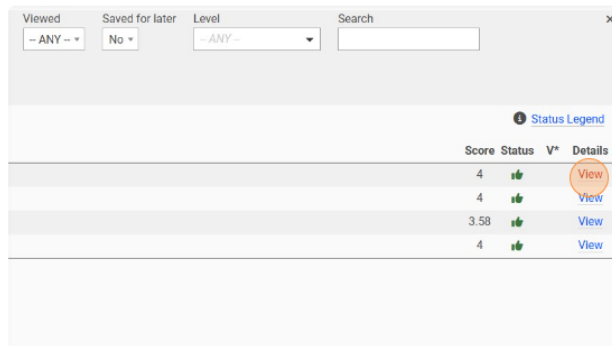 Viewed Saved for later Level Search
-- ANY -- No -- ANY --
Status Legend
Score Status V* Details
4 View
4 View
3.58 View
4 View